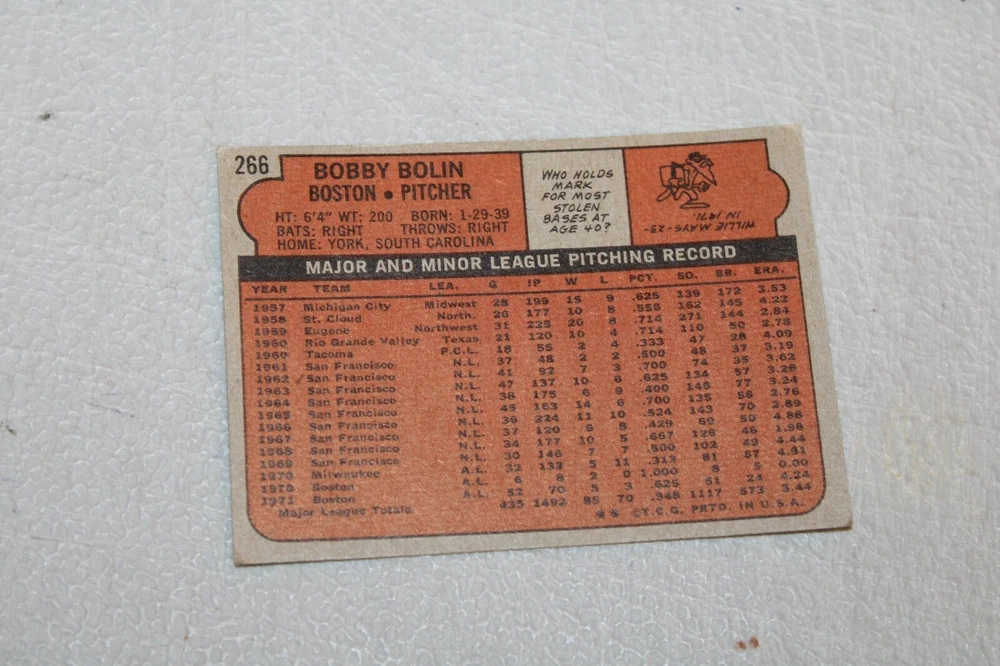 266
BOBBY BOLIN
BOSTON • PITCHER
HT: 6'4" WT: 200 BORN: 1-29-39
BATS: RIGHT THROWS: RIGHT
HOME: YORK, SOUTH CAROLINA
WHO HOLDS
MARK
FOR MOST
STOLEN
BASES AT
AGE 40?
WILLIE MAYS-23-
IN 1971.
MAJOR AND MINOR LEAGUE PITCHING RECORD
YEAR TEAM LEA. G IP W L PCT. SO. BB. ERA.
1957 Michigan City Midwest 28 199 15 9 .625 139 172 3.53
1958 St. Cloud North. 26 177 10 8 .556 162 145 4.22
1959 Eugene Northwest 31 225 20 8 .714 271 144 2.84
1960 Rio Grande Valley Texas 21 120 10 4 .714 110 50 2.78
1960 Tacoma P.C.L. 18 55 2 4 .333 47 28 4.09
1961 San Francisco N.L. 37 48 2 2 .500 48 37 3.19
1962 San Francisco N.L. 41 92 7 3 .700 74 35 3.62
1963 San Francisco N.L. 47 137 10 6 .625 134 57 3.28
1964 San Francisco N.L. 38 175 6 9 .400 146 77 3.24
1965 San Francisco N.L. 45 163 14 6 .700 135 56 2.76
1966 San Francisco N.L. 36 224 11 10 .524 143 70 2.89
1967 San Francisco N.L. 37 120 6 8 .429 69 50 4.88
1968 San Francisco N.L. 34 177 10 5 .667 126 46 1.98
1969 San Francisco N.L. 30 146 7 7 .500 102 49 4.44
1970 Milwaukee A.L. 32 132 5 11 .313 81 67 4.91
1970 Boston A.L. 6 8 2 0 1.000 8 5 0.00
1971 Boston A.L. 52 70 5 3 .625 51 24 4.24
Major League Totals 435 1492 85 70 .548 1117 573 3.44
** ©T.C.G. PRTD. IN U.S.A.